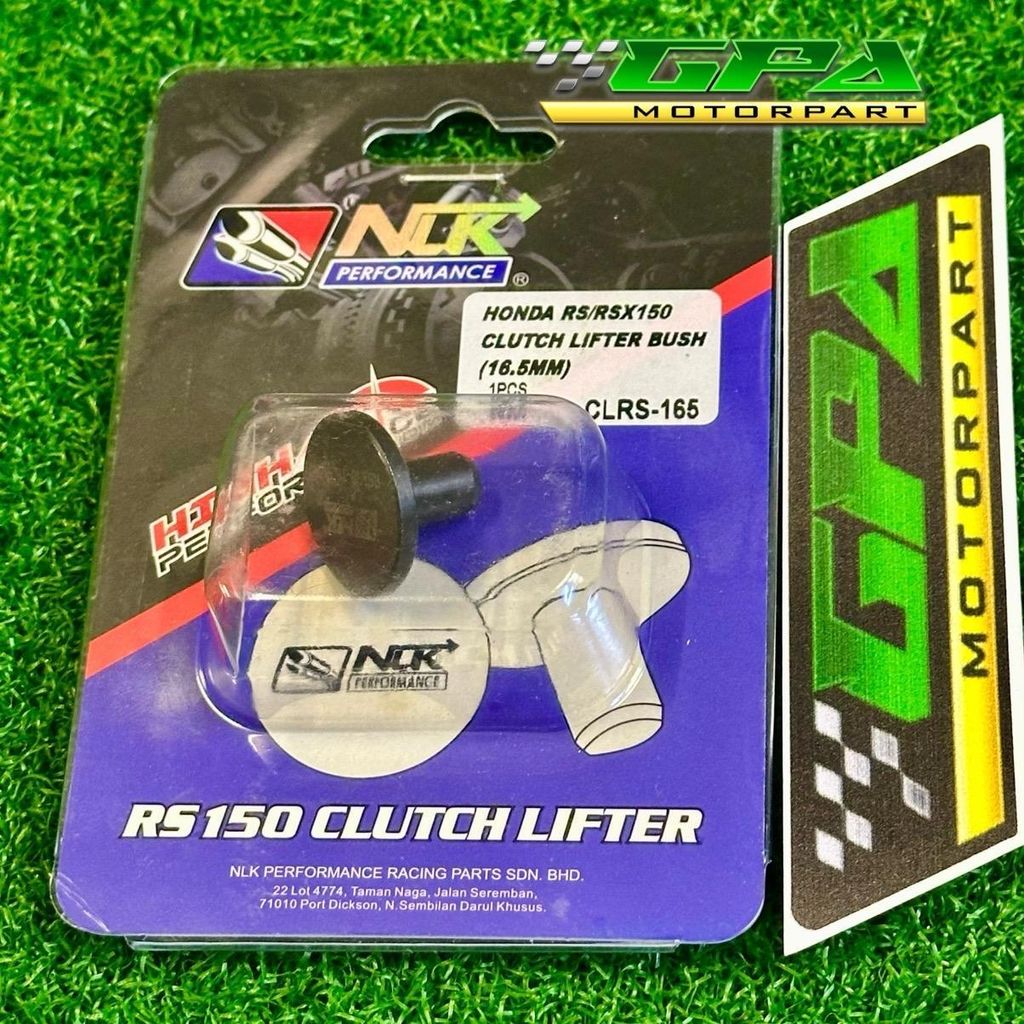 GPA
MOTORPART
NLK
PERFORMANCE
®
HONDA RS/RSX150
CLUTCH LIFTER BUSH
(16.5MM)
1PCS
CLRS-165
NLK
PERFORMANCE
RS150 CLUTCH LIFTER
NLK PERFORMANCE RACING PARTS SDN. BHD.
22 Lot 4774, Taman Naga, Jalan Seremban,
71010 Port Dickson, N.Sembilan Darul Khusus.
GPA
MOTORPART